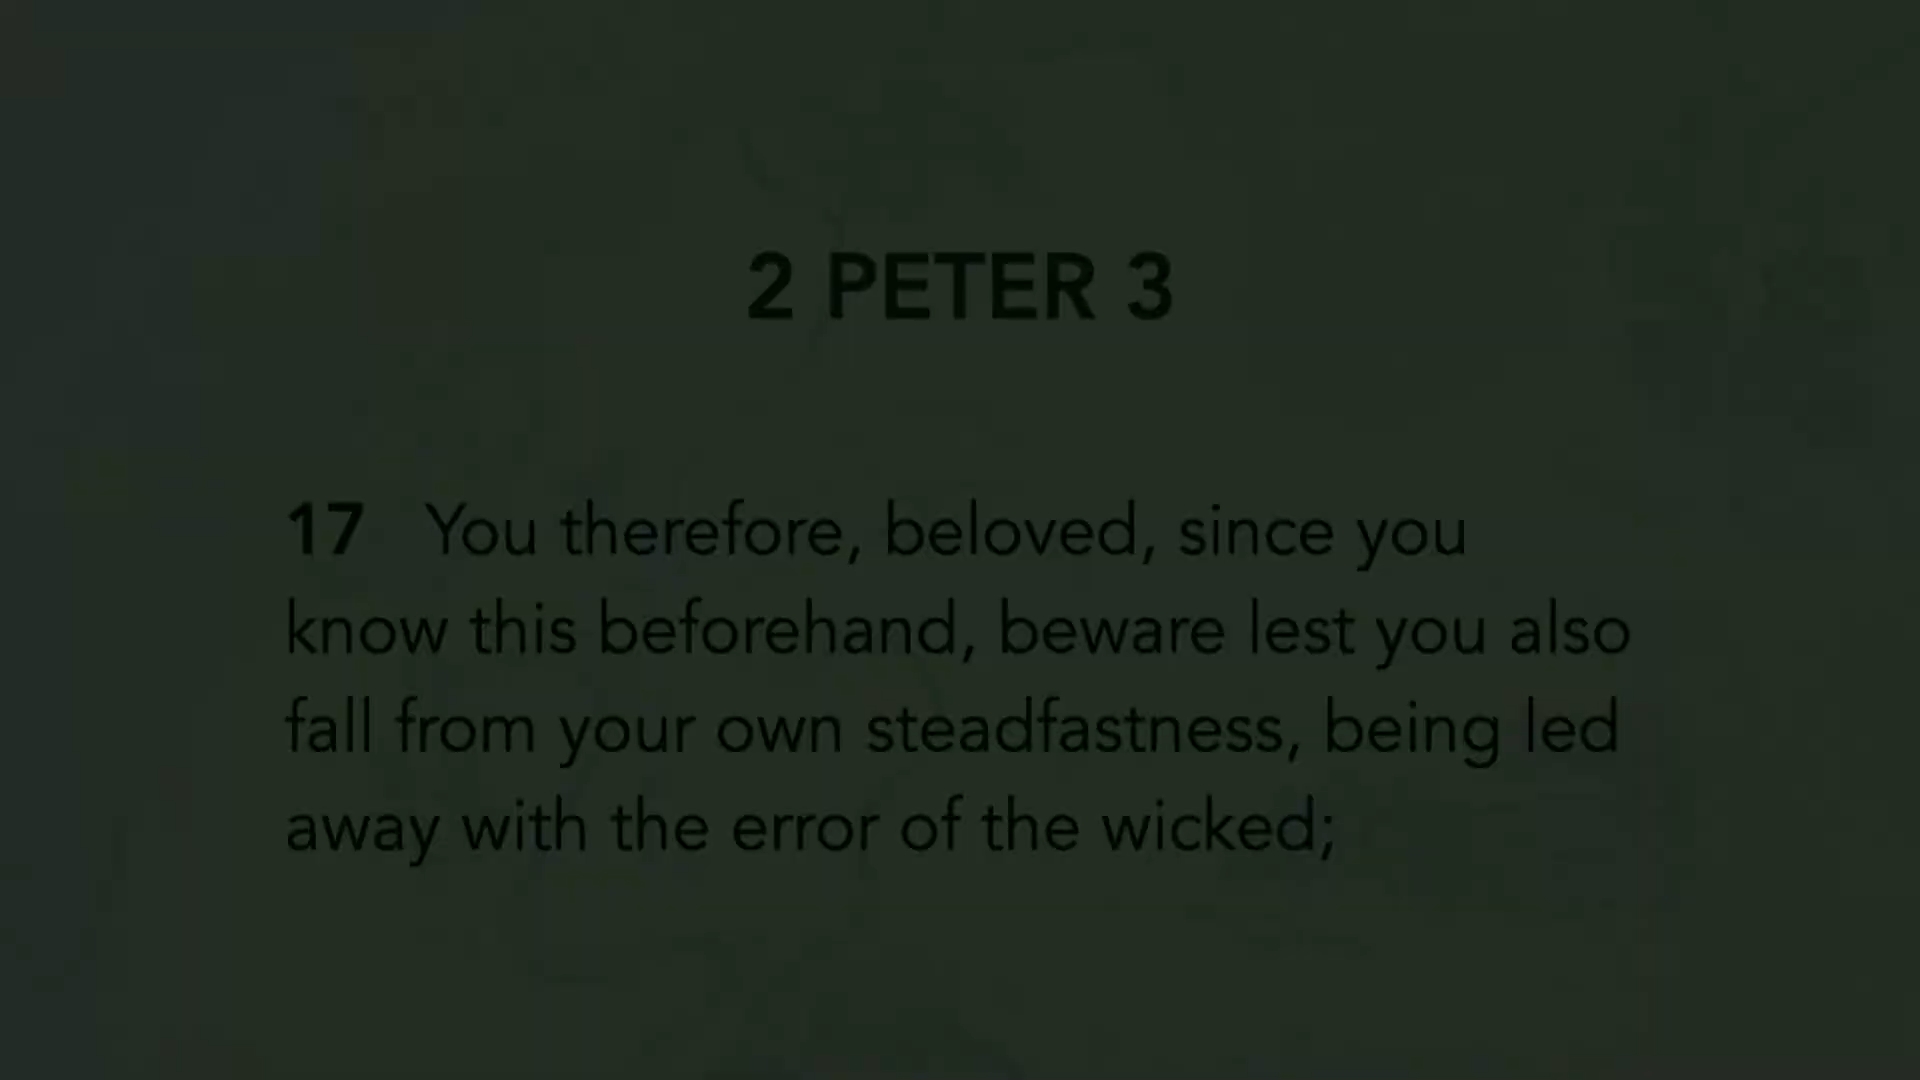 2 PETER 3
17 You therefore, beloved, since you
know this beforehand, beware lest you also
fall from your own steadfastness, being led
away with the error of the wicked;